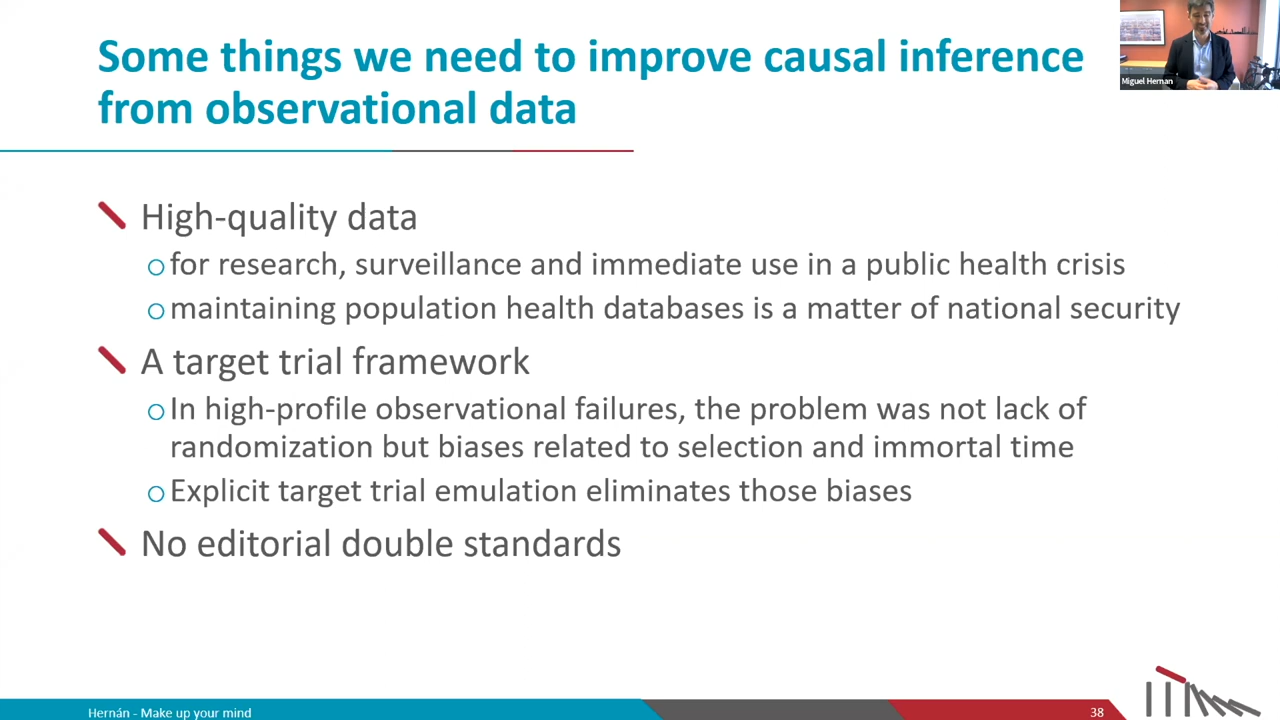 Some things we need to improve causal inference
from observational data
Miguel Hernan
High-quality data
for research, surveillance and immediate use in a public health crisis
maintaining population health databases is a matter of national security
A target trial framework
In high-profile observational failures, the problem was not lack of
randomization but biases related to selection and immortal time
Explicit target trial emulation eliminates those biases
No editorial double standards
Hernán - Make up your mind
38